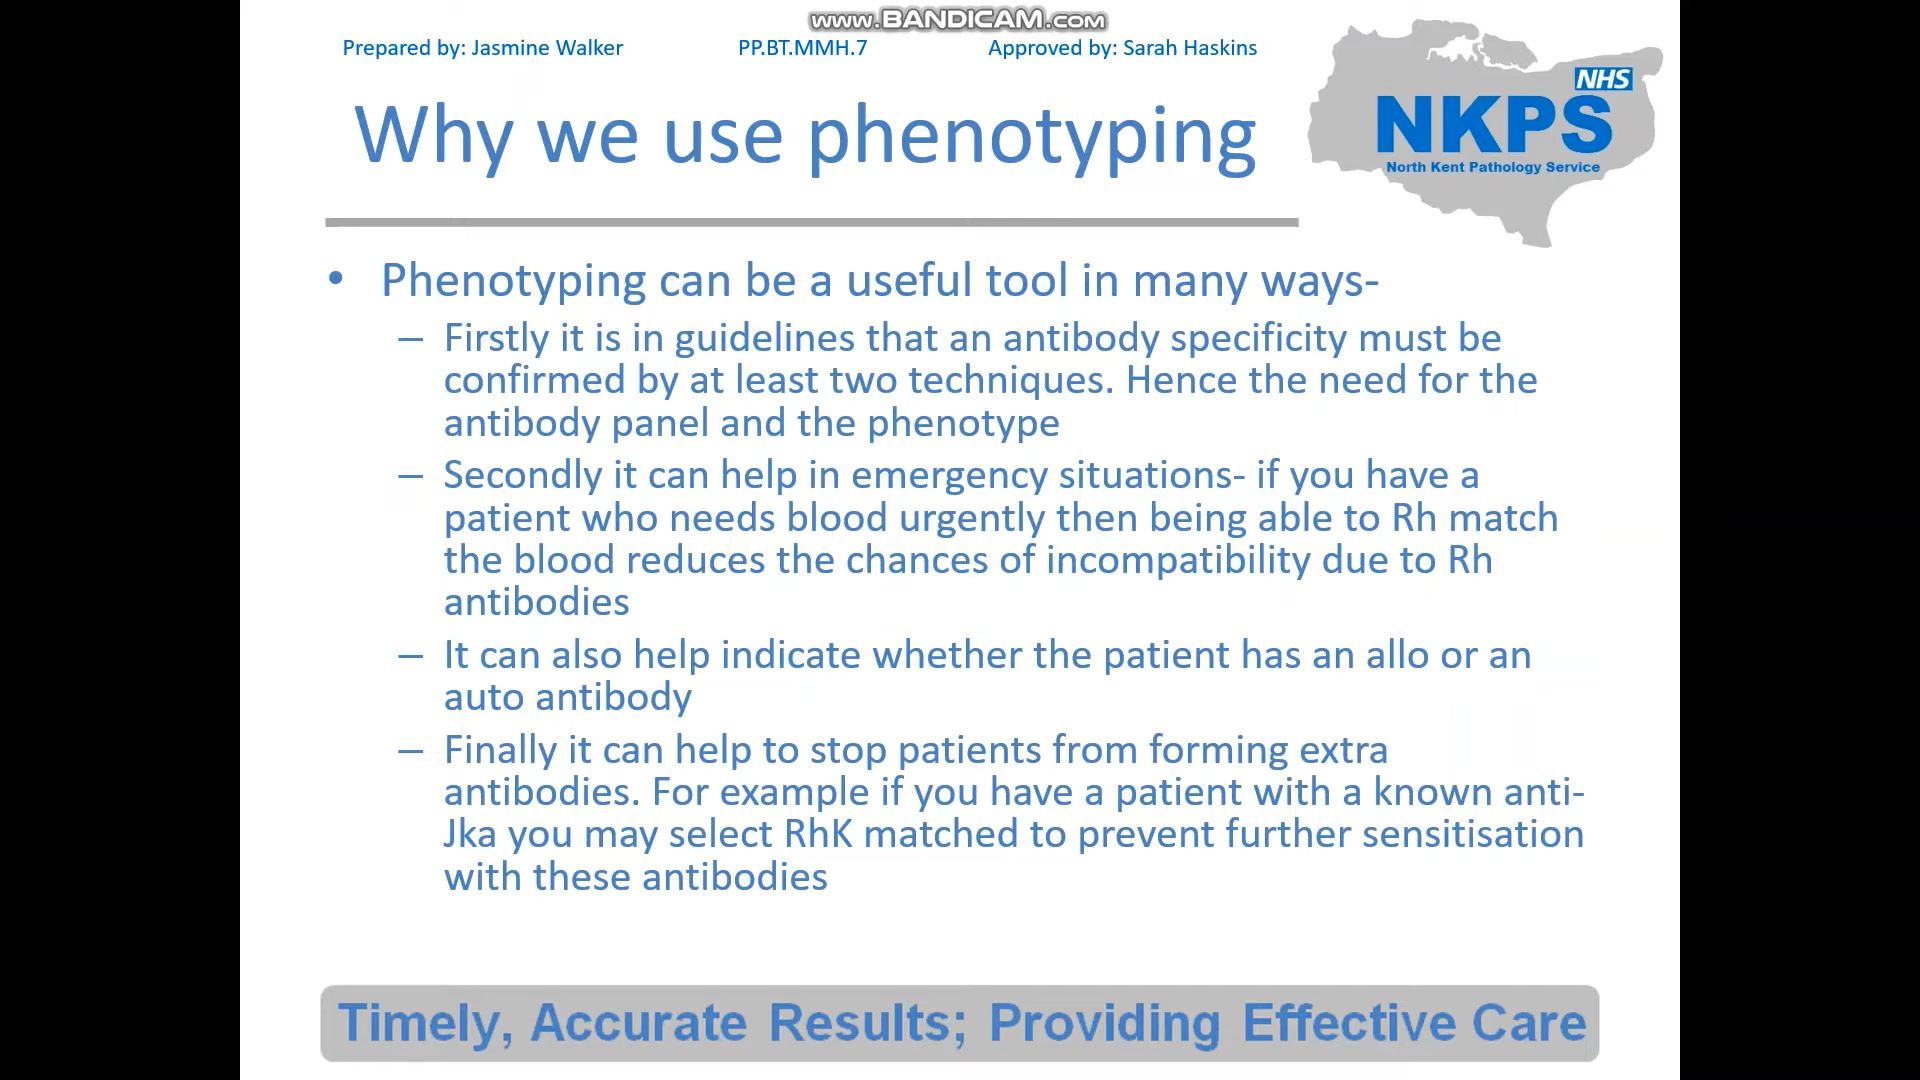 www.BANDICAM.com
Prepared by: Jasmine Walker PP.BT.MMH.7 Approved by: Sarah Haskins
NHS
Why we use phenotyping
NKPS
North Kent Pathology Service
• Phenotyping can be a useful tool in many ways-
– Firstly it is in guidelines that an antibody specificity must be
confirmed by at least two techniques. Hence the need for the
antibody panel and the phenotype
– Secondly it can help in emergency situations- if you have a
patient who needs blood urgently then being able to Rh match
the blood reduces the chances of incompatibility due to Rh
antibodies
– It can also help indicate whether the patient has an allo or an
auto antibody
– Finally it can help to stop patients from forming extra
antibodies. For example if you have a patient with a known anti-
Jka you may select RhK matched to prevent further sensitisation
with these antibodies
Timely, Accurate Results; Providing Effective Care